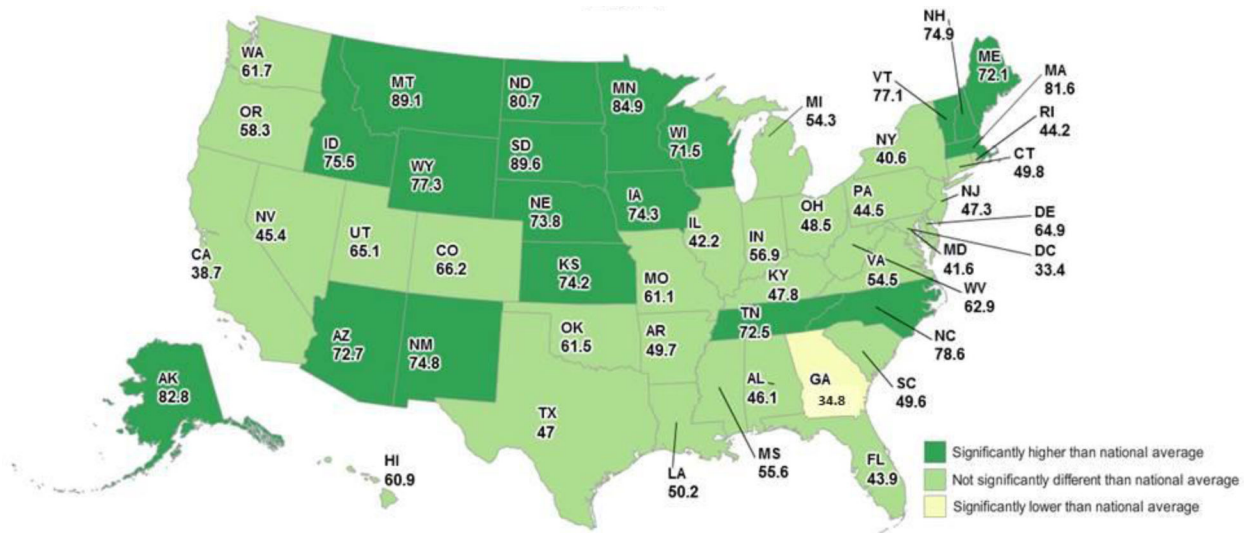 WA
61.7
OR
58.3
CA
38.7
NV
45.4
ID
75.5
MT
89.1
WY
77.3
UT
65.1
CO
66.2
AZ
72.7
NM
74.8
ND
80.7
SD
89.6
NE
73.8
KS
74.2
OK
61.5
TX
47
MN
84.9
IA
74.3
MO
61.1
AR
49.7
LA
50.2
WI
71.5
IL
42.2
MI
54.3
IN
56.9
OH
48.5
KY
47.8
TN
72.5
MS
55.6
AL
46.1
GA
34.8
FL
43.9
SC
49.6
NC
78.6
VA
54.5
WV
62.9
PA
44.5
NY
40.6
VT
77.1
NH
74.9
ME
72.1
MA
81.6
RI
44.2
CT
49.8
NJ
47.3
DE
64.9
MD
41.6
DC
33.4
AK
82.8
HI
60.9
Significantly higher than national average
Not significantly different than national average
Significantly lower than national average